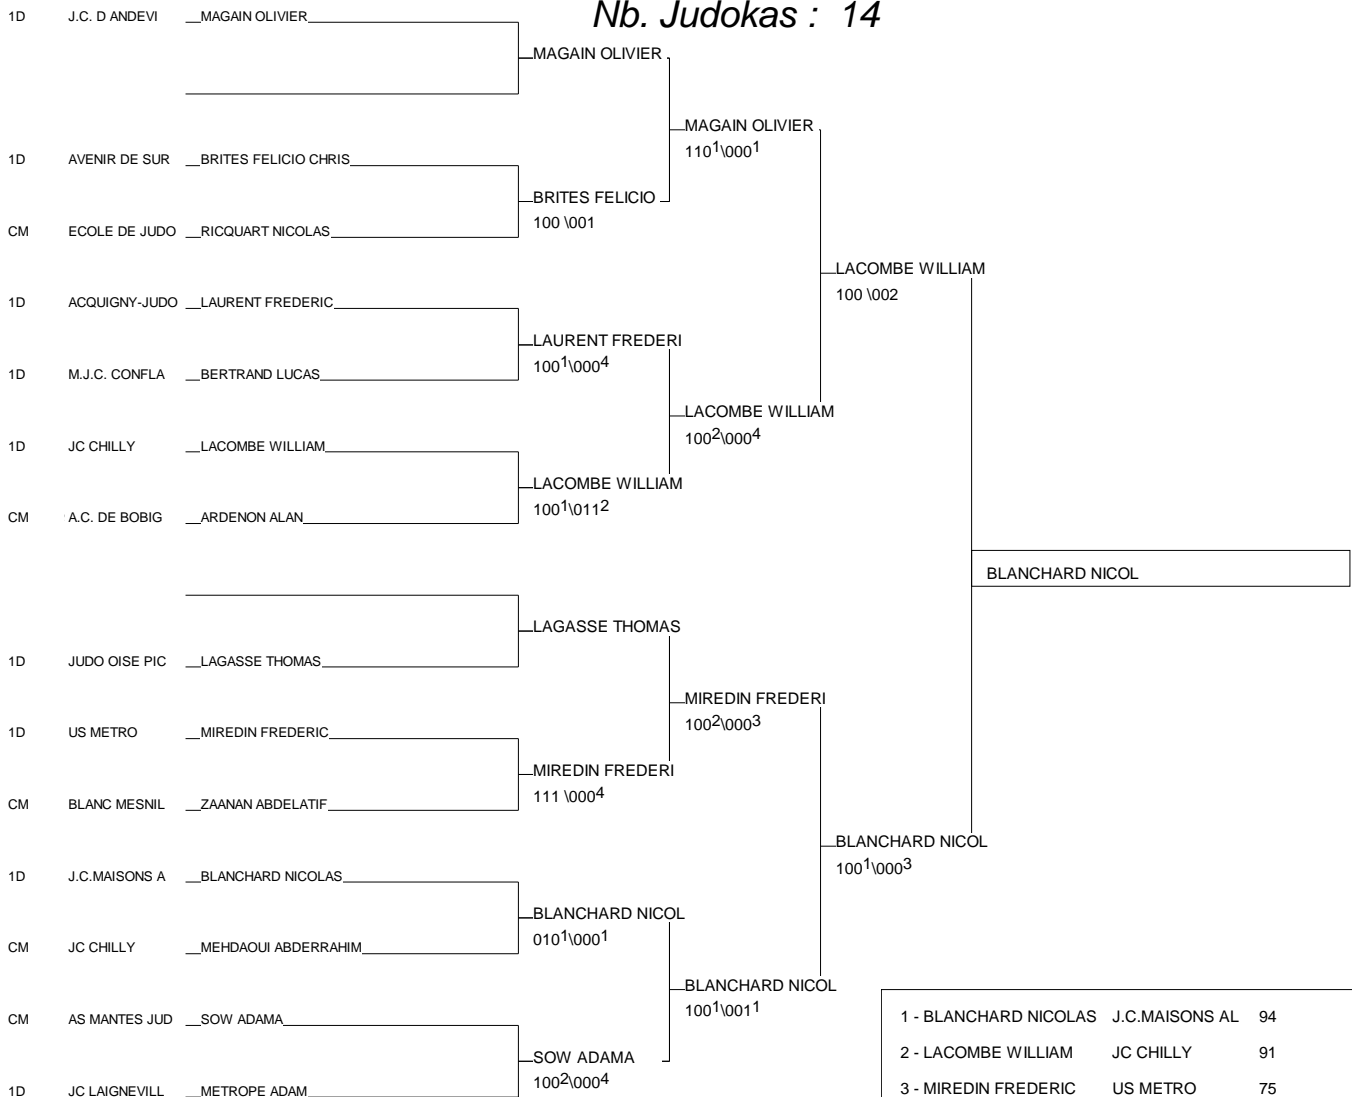 Nb. Judokas : 14
1D J.C. D ANDEVI MAGAIN OLIVIER
MAGAIN OLIVIER
MAGAIN OLIVIER
110¹\000¹
1D AVENIR DE SUR BRITES FELICIO CHRIS
BRITES FELICIO
100 \001
CM ECOLE DE JUDO RICQUART NICOLAS
LACOMBE WILLIAM
100 \002
1D ACQUIGNY-JUDO LAURENT FREDERIC
LAURENT FREDERI
100¹\000⁴
1D M.J.C. CONFLA BERTRAND LUCAS
LACOMBE WILLIAM
100²\000⁴
1D JC CHILLY LACOMBE WILLIAM
LACOMBE WILLIAM
100¹\011²
CM A.C. DE BOBIG ARDENON ALAN
BLANCHARD NICOL
LAGASSE THOMAS
1D JUDO OISE PIC LAGASSE THOMAS
MIREDIN FREDERI
100²\000³
1D US METRO MIREDIN FREDERIC
MIREDIN FREDERI
111 \000⁴
CM BLANC MESNIL ZAANAN ABDELATIF
BLANCHARD NICOL
100¹\000³
1D J.C.MAISONS A BLANCHARD NICOLAS
BLANCHARD NICOL
010¹\000¹
CM JC CHILLY MEHDAOUI ABDERRAHIM
BLANCHARD NICOL
100¹\001¹
CM AS MANTES JUD SOW ADAMA
SOW ADAMA
100²\000⁴
1D JC LAIGNEVILL METROPE ADAM
1 - BLANCHARD NICOLAS J.C.MAISONS AL 94
2 - LACOMBE WILLIAM JC CHILLY 91
3 - MIREDIN FREDERIC US METRO 75